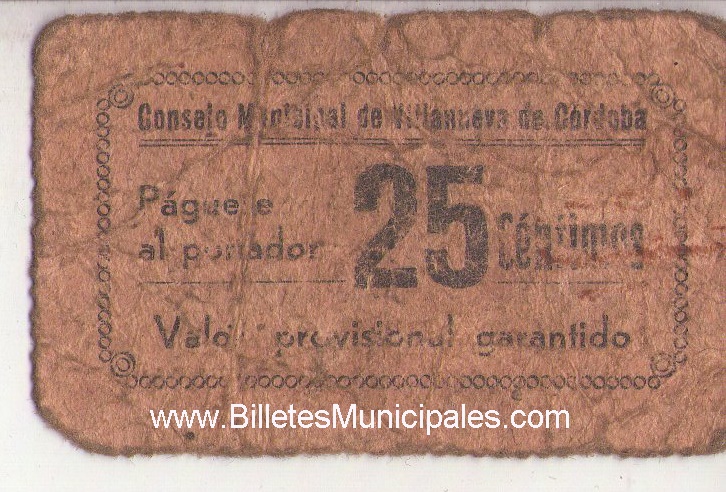 Consejo Municipal de Villanueva de Córdoba
Páguese
al portador
25 Céntimos
Valor provisional garantido
www.BilletesMunicipales.com